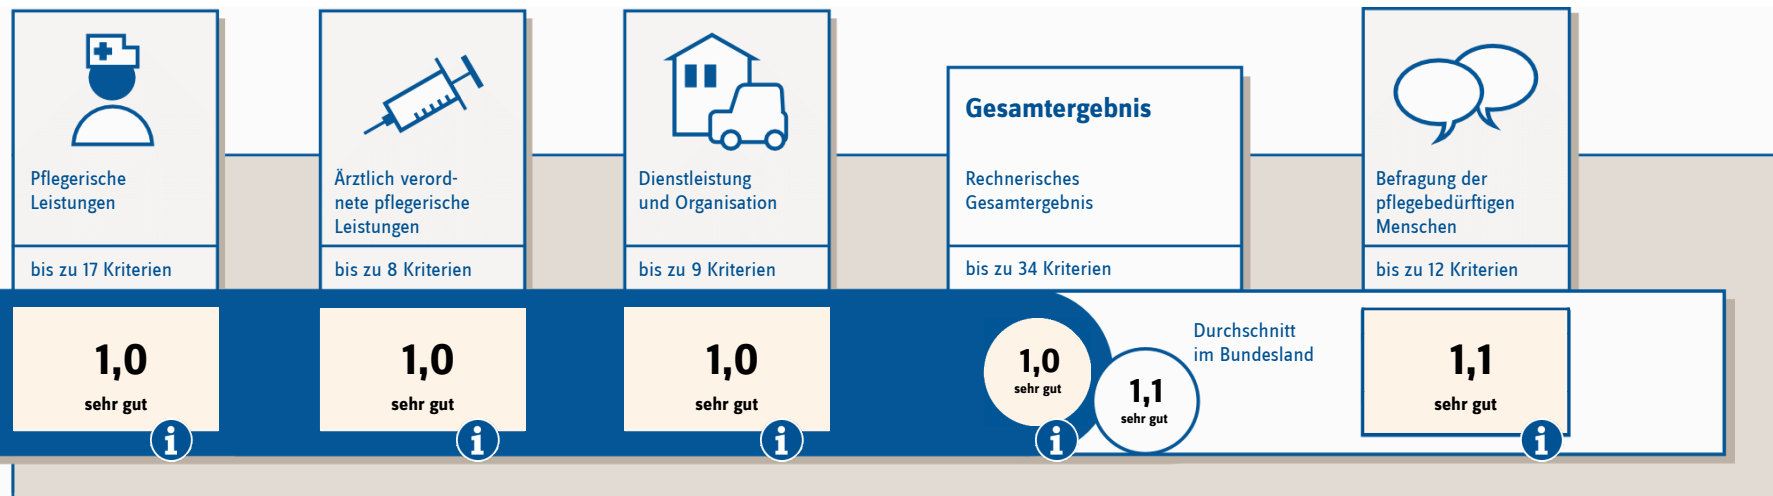 Pflegerische
Leistungen
bis zu 17 Kriterien
1,0
sehr gut
i
Ärztlich verord-
nete pflegerische
Leistungen
bis zu 8 Kriterien
1,0
sehr gut
i
Dienstleistung
und Organisation
bis zu 9 Kriterien
1,0
sehr gut
i
Gesamtergebnis
Rechnerisches
Gesamtergebnis
bis zu 34 Kriterien
1,0
sehr gut
i
1,1
sehr gut
Durchschnitt
im Bundesland
Befragung der
pflegebedürftigen
Menschen
bis zu 12 Kriterien
1,1
sehr gut
i